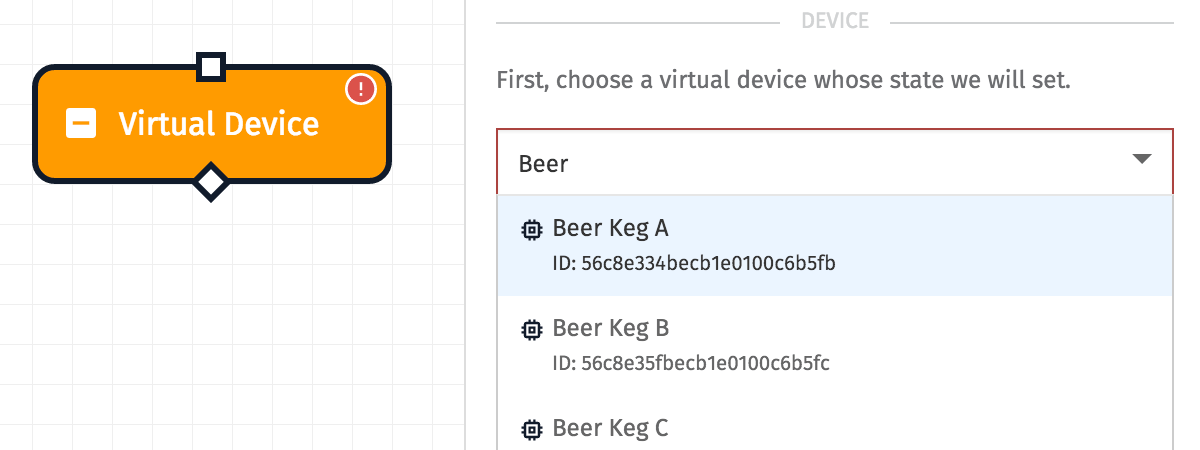 DEVICE
First, choose a virtual device whose state we will set.
Virtual Device
Beer
Beer Keg A
ID: 56c8e334becb1e0100c6b5fb
Beer Keg B
ID: 56c8e35fbecb1e0100c6b5fc
Beer Keg C